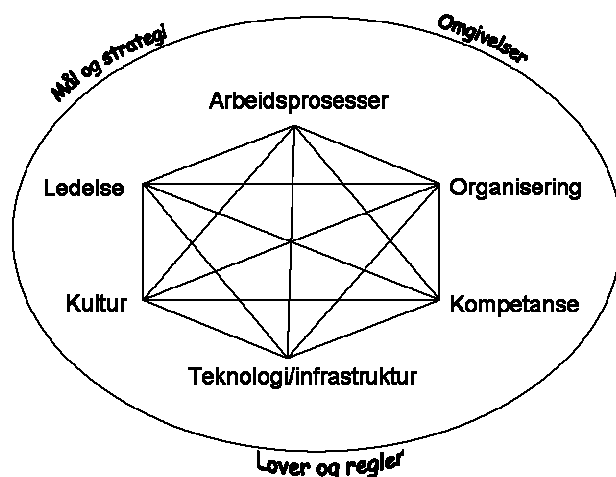 Mål og strategi
Omgivelser
Arbeidsprosesser
Ledelse
Organisering
Kultur
Kompetanse
Teknologi/infrastruktur
Lover og regler